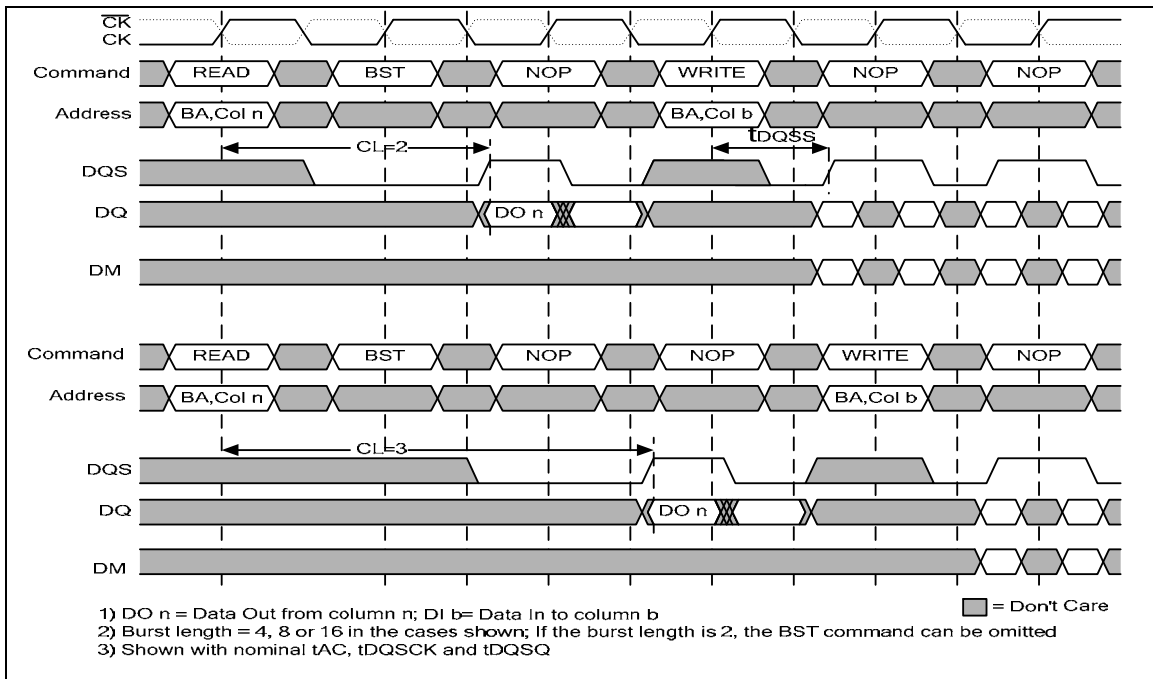 CK
CK
Command READ BST NOP WRITE NOP NOP
Address BA,Col n BA,Col b
CL=2 tDQSS
DQS
DQ DO n
DM
Command READ BST NOP NOP WRITE NOP
Address BA,Col n BA,Col b
CL=3
DQS
DQ DO n
DM
1) DO n = Data Out from column n; DI b= Data In to column b
= Don't Care
2) Burst length = 4, 8 or 16 in the cases shown; If the burst length is 2, the BST command can be omitted
3) Shown with nominal tAC, tDQSCK and tDQSQ